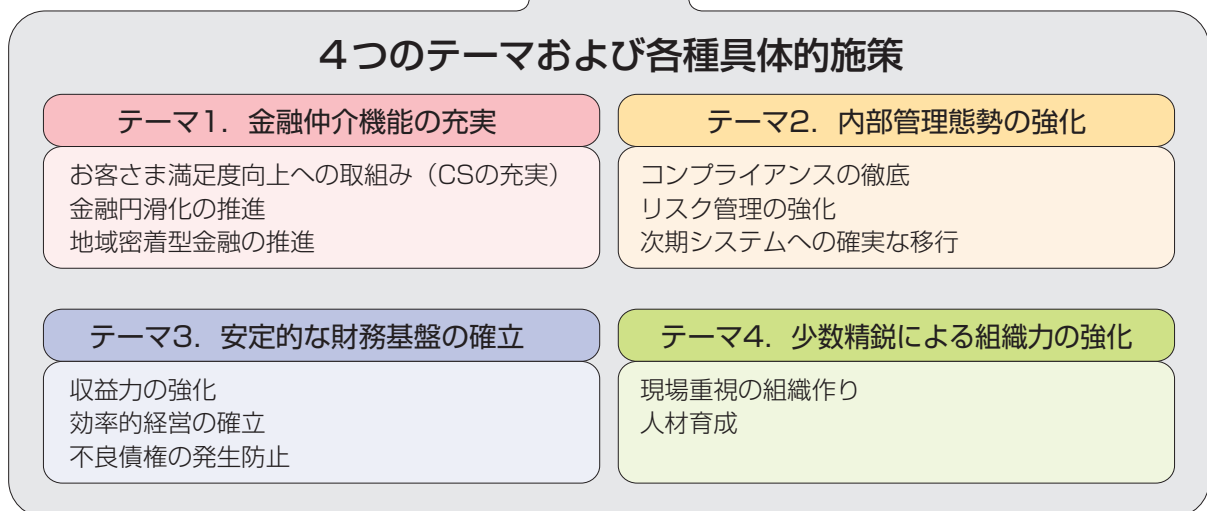 4つのテーマおよび各種具体的施策
テーマ1．金融仲介機能の充実
お客さま満足度向上への取組み（CSの充実）
金融円滑化の推進
地域密着型金融の推進
テーマ2．内部管理態勢の強化
コンプライアンスの徹底
リスク管理の強化
次期システムへの確実な移行
テーマ3．安定的な財務基盤の確立
収益力の強化
効率的経営の確立
不良債権の発生防止
テーマ4．少数精鋭による組織力の強化
現場重視の組織作り
人材育成